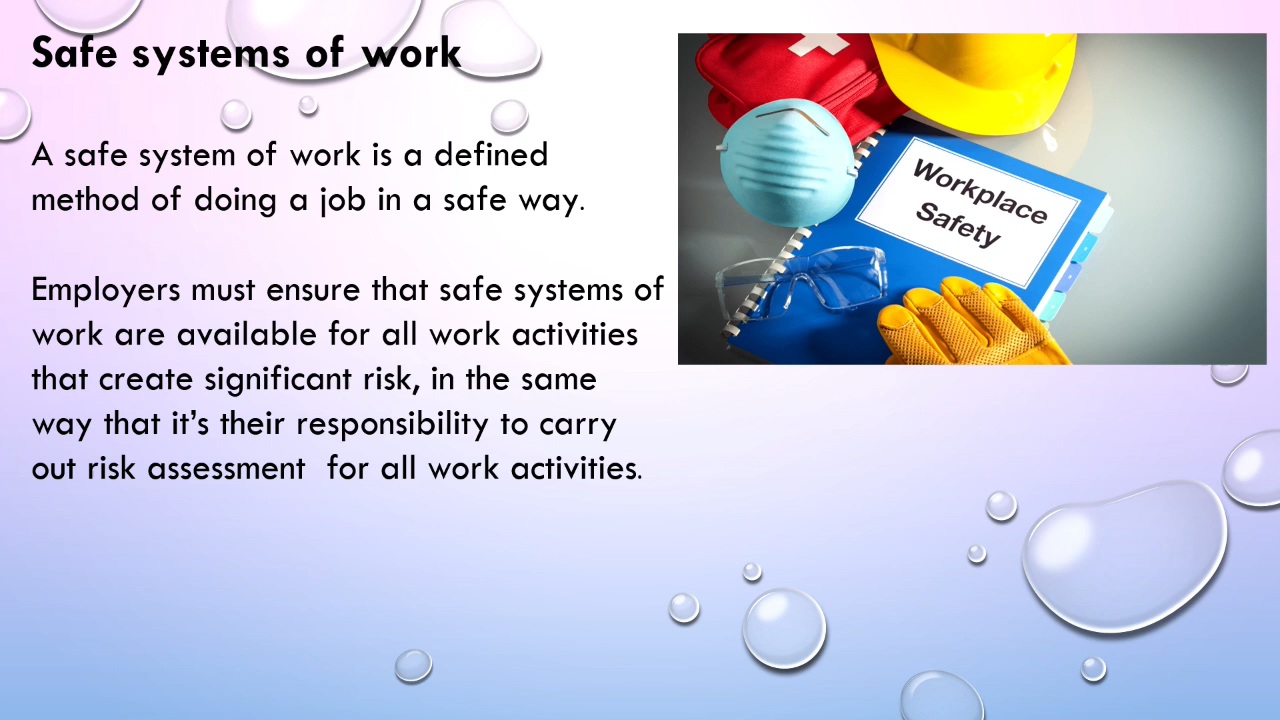 Safe systems of work
A safe system of work is a defined
method of doing a job in a safe way.
Employers must ensure that safe systems of
work are available for all work activities
that create significant risk, in the same
way that it’s their responsibility to carry
out risk assessment  for all work activities.
Workplace
Safety